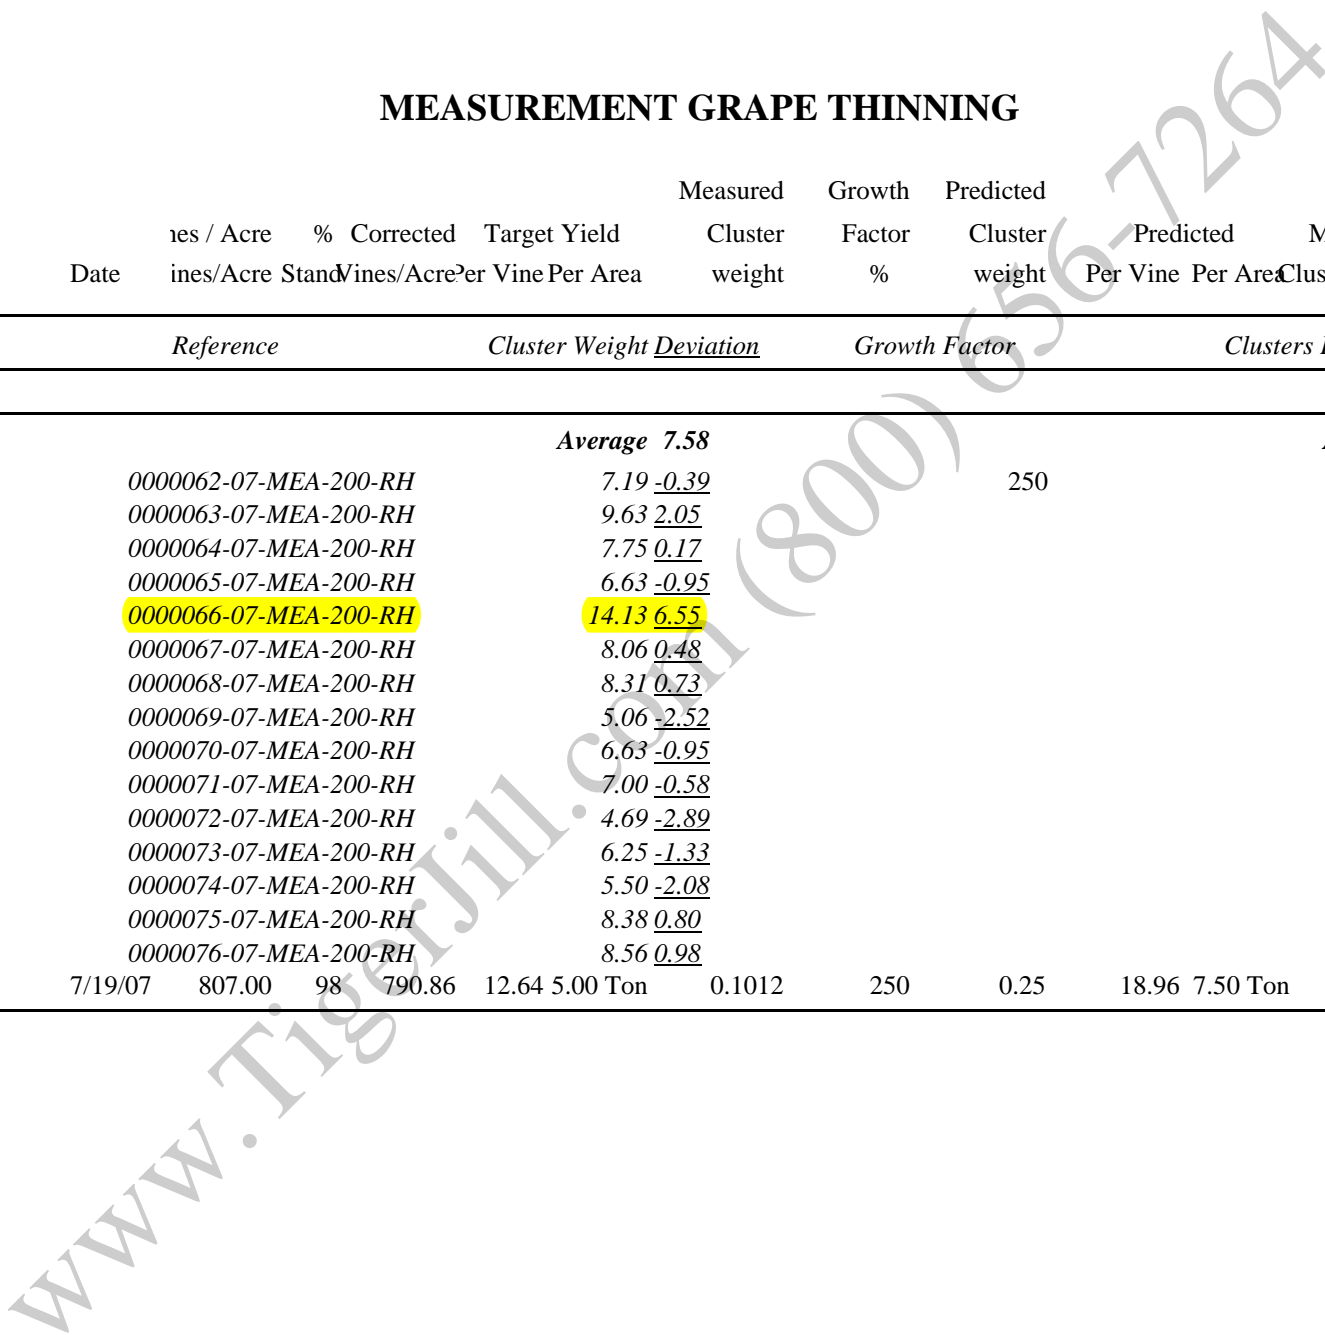 MEASUREMENT GRAPE THINNING
Measured Growth Predicted
nes / Acre % Corrected Target Yield Cluster Factor Cluster Predicted M
Date ines/Acre Stand Vines/Acre Per Vine Per Area weight % weight Per Vine Per Area Clus
Reference Cluster Weight Deviation Growth Factor Clusters
Average 7.58
0000062-07-MEA-200-RH 7.19 -0.39 250
0000063-07-MEA-200-RH 9.63 2.05
0000064-07-MEA-200-RH 7.75 0.17
0000065-07-MEA-200-RH 6.63 -0.95
0000066-07-MEA-200-RH 14.13 6.55
0000067-07-MEA-200-RH 8.06 0.48
0000068-07-MEA-200-RH 8.31 0.73
0000069-07-MEA-200-RH 5.06 -2.52
0000070-07-MEA-200-RH 6.63 -0.95
0000071-07-MEA-200-RH 7.00 -0.58
0000072-07-MEA-200-RH 4.69 -2.89
0000073-07-MEA-200-RH 6.25 -1.33
0000074-07-MEA-200-RH 5.50 -2.08
0000075-07-MEA-200-RH 8.38 0.80
0000076-07-MEA-200-RH 8.56 0.98
7/19/07 807.00 98 790.86 12.64 5.00 Ton 0.1012 250 0.25 18.96 7.50 Ton
www.TigerJill.com (800) 656-7264